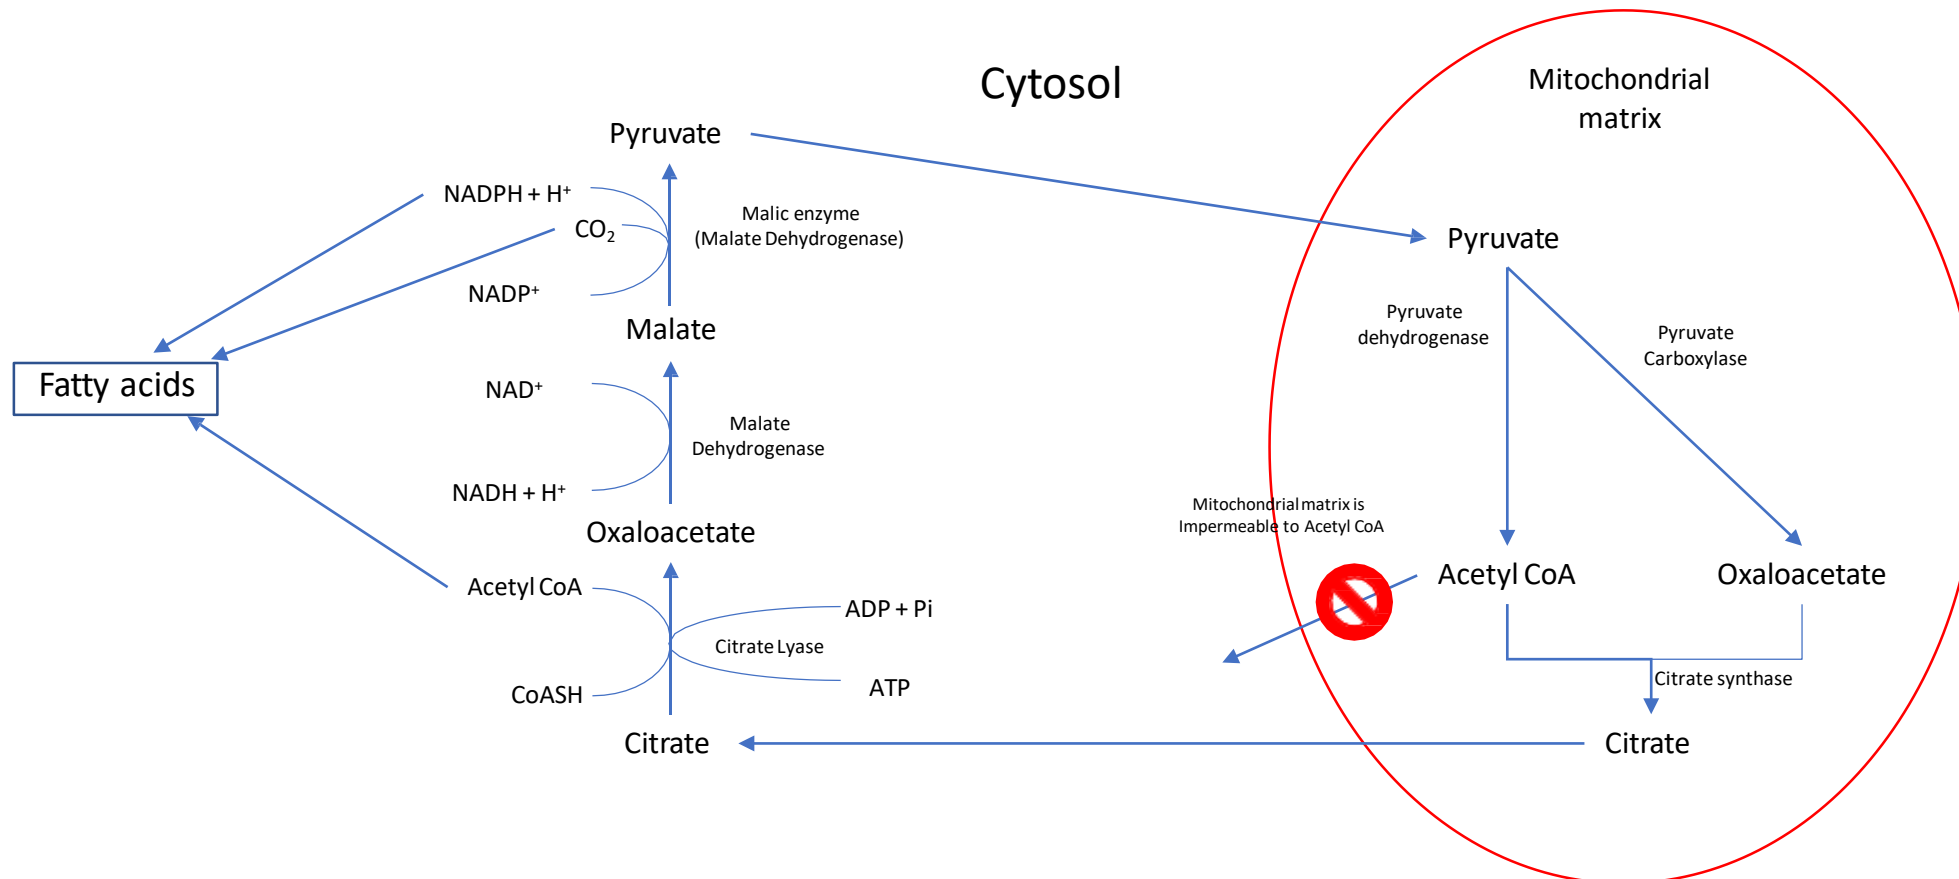 Cytosol
Mitochondrial
matrix
Pyruvate
NADPH + H⁺
CO₂
Malic enzyme
(Malate Dehydrogenase)
NADP⁺
Malate
Fatty acids
NAD⁺
Malate
Dehydrogenase
NADH + H⁺
Oxaloacetate
Acetyl CoA
ADP + Pi
Citrate Lyase
CoASH
ATP
Citrate
Pyruvate
Pyruvate
dehydrogenase
Pyruvate
Carboxylase
Mitochondrial matrix is
Impermeable to Acetyl CoA
Acetyl CoA
Oxaloacetate
Citrate synthase
Citrate